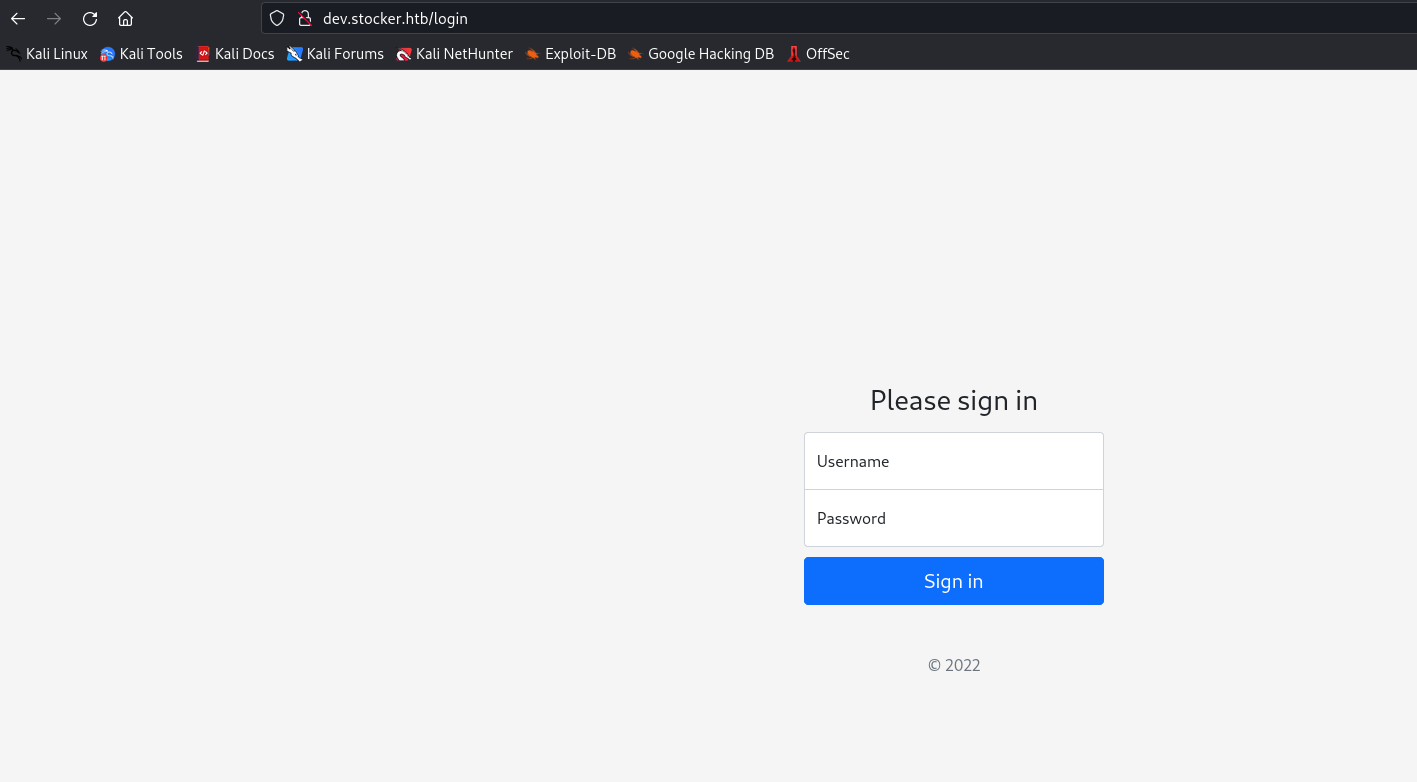 dev.stocker.htb/login
Kali Linux Kali Tools Kali Docs Kali Forums Kali NetHunter Exploit-DB Google Hacking DB OffSec
Please sign in
Username
Password
Sign in
© 2022